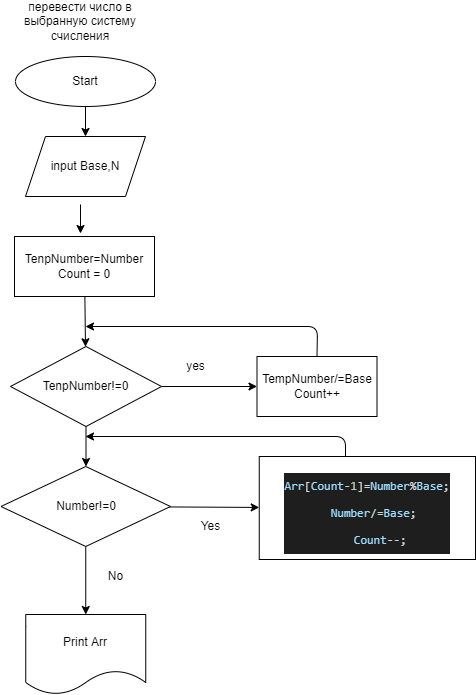 перевести число в
выбранную систему
счисления
Start
input Base,N
TenpNumber=Number
Count = 0
TenpNumber!=0
yes
TempNumber/=Base
Count++
Number!=0
Yes
Arr[Count-1]=Number%Base;
Number/=Base;
Count--;
No
Print Arr